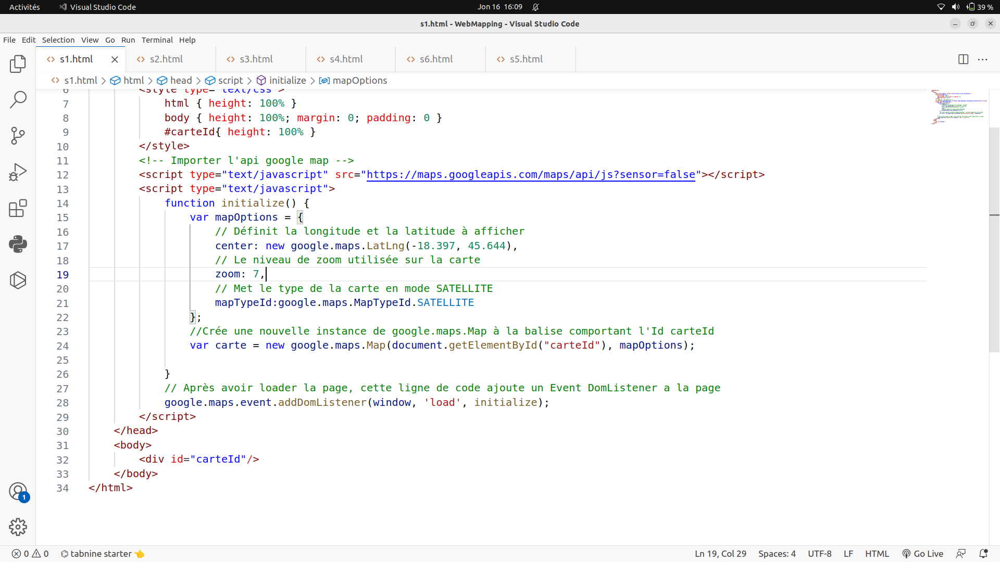 Activités
Visual Studio Code
Jon 16 16:09
39 %
s1.html - WebMapping - Visual Studio Code
File Edit Selection View Go Run Terminal Help
s1.html
s2.html
s3.html
s4.html
s6.html
s5.html
s1.html > html > head > script > initialize > mapOptions
6 <style type="text/css">
7 html { height: 100% }
8 body { height: 100%; margin: 0; padding: 0 }
9 #carteId{ height: 100% }
10 </style>
11 <!-- Importer l'api google map -->
12 <script type="text/javascript" src="https://maps.googleapis.com/maps/api/js?sensor=false"></script>
13 <script type="text/javascript">
14 function initialize() {
15 var mapOptions = {
16 // Définit la longitude et la latitude à afficher
17 center: new google.maps.LatLng(-18.397, 45.644),
18 // Le niveau de zoom utilisée sur la carte
19 zoom: 7,
20 // Met le type de la carte en mode SATELLITE
21 mapTypeId:google.maps.MapTypeId.SATELLITE
22 };
23 //Crée une nouvelle instance de google.maps.Map à la balise comportant l'Id carteId
24 var carte = new google.maps.Map(document.getElementById("carteId"), mapOptions);
25
26 }
27 // Après avoir loader la page, cette ligne de code ajoute un Event DomListener a la page
28 google.maps.event.addDomListener(window, 'load', initialize);
29 </script>
30 </head>
31 <body>
32 <div id="carteId"/>
33 </body>
34 </html>
1
0 0 tabnine starter 👈
Ln 19, Col 29 Spaces: 4 UTF-8 LF HTML Go Live